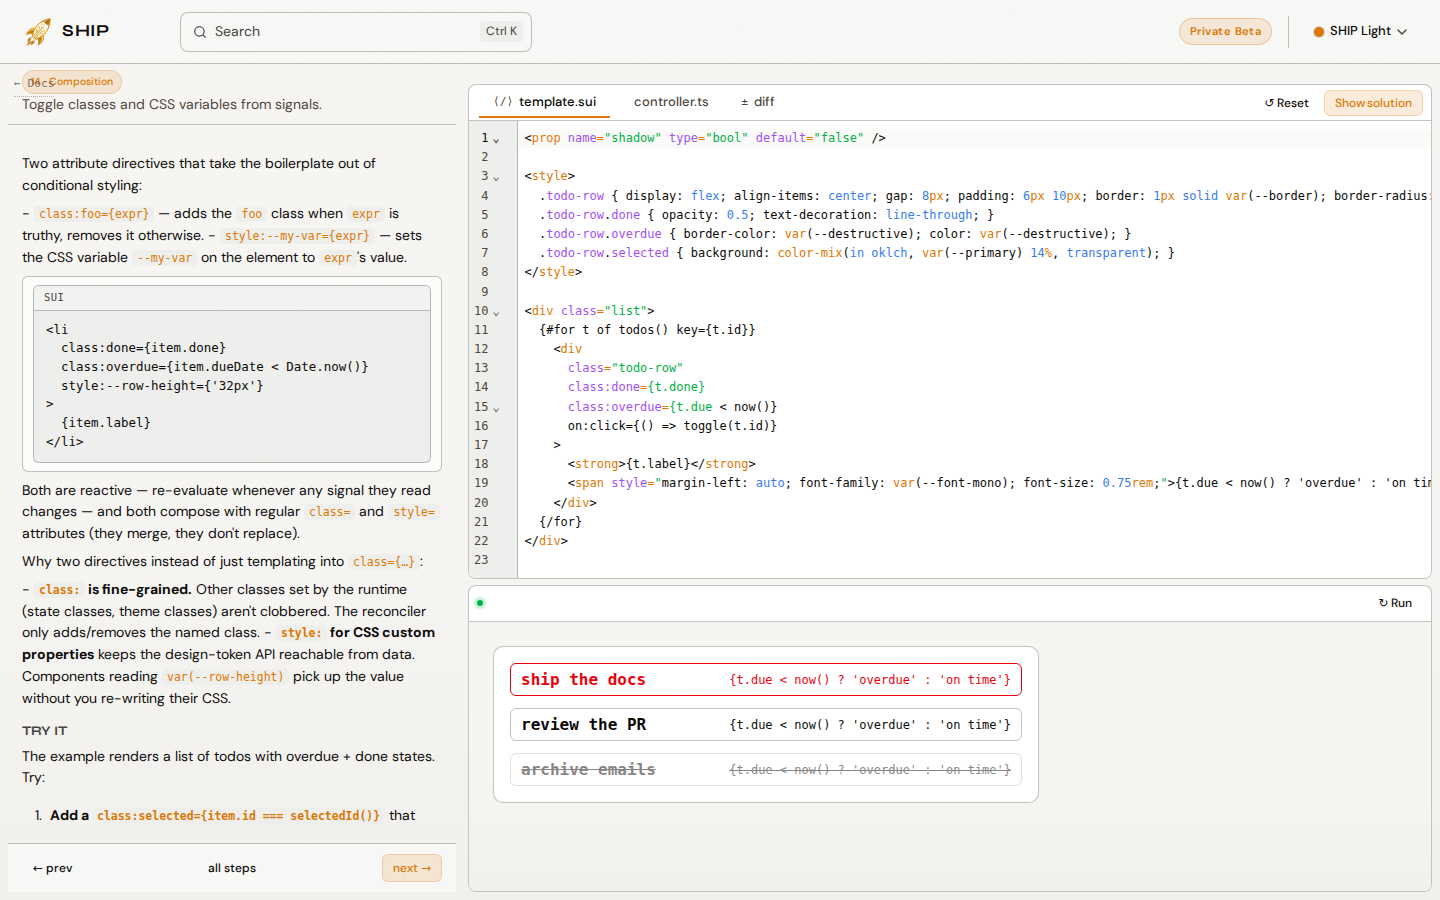 SHIP
Search
Ctrl K
Private Beta
SHIP Light
← Docs
Composition
Toggle classes and CSS variables from signals.
Two attribute directives that take the boilerplate out of
conditional styling:
– class:foo={expr} — adds the foo class when expr is
truthy, removes it otherwise. – style:--my-var={expr} — sets
the CSS variable --my-var on the element to expr 's value.
SUI
<li
class:done={item.done}
class:overdue={item.dueDate < Date.now()}
style:--row-height={'32px'}
>
{item.label}
</li>
Both are reactive — re-evaluate whenever any signal they read
changes — and both compose with regular class= and style=
attributes (they merge, they don't replace).
Why two directives instead of just templating into class={…} :
– class: is fine-grained. Other classes set by the runtime
(state classes, theme classes) aren't clobbered. The reconciler
only adds/removes the named class. – style: for CSS custom
properties keeps the design-token API reachable from data.
Components reading var(--row-height) pick up the value
without you re-writing their CSS.
TRY IT
The example renders a list of todos with overdue + done states.
Try:
1. Add a class:selected={item.id === selectedId()} that
← prev
all steps
next →
⟨/⟩ template.sui
controller.ts
± diff
↺ Reset
Show solution
1 <prop name="shadow" type="bool" default="false" />
2
3 <style>
4 .todo-row { display: flex; align-items: center; gap: 8px; padding: 6px 10px; border: 1px solid var(--border); border-radius:
5 .todo-row.done { opacity: 0.5; text-decoration: line-through; }
6 .todo-row.overdue { border-color: var(--destructive); color: var(--destructive); }
7 .todo-row.selected { background: color-mix(in oklch, var(--primary) 14%, transparent); }
8 </style>
9
10 <div class="list">
11 {#for t of todos() key={t.id}}
12 <div
13 class="todo-row"
14 class:done={t.done}
15 class:overdue={t.due < now()}
16 on:click={() => toggle(t.id)}
17 >
18 <strong>{t.label}</strong>
19 <span style="margin-left: auto; font-family: var(--font-mono); font-size: 0.75rem;">{t.due < now() ? 'overdue' : 'on tim
20 </div>
21 {/for}
22 </div>
23
↻ Run
ship the docs {t.due < now() ? 'overdue' : 'on time'}
review the PR {t.due < now() ? 'overdue' : 'on time'}
archive emails {t.due < now() ? 'overdue' : 'on time'}